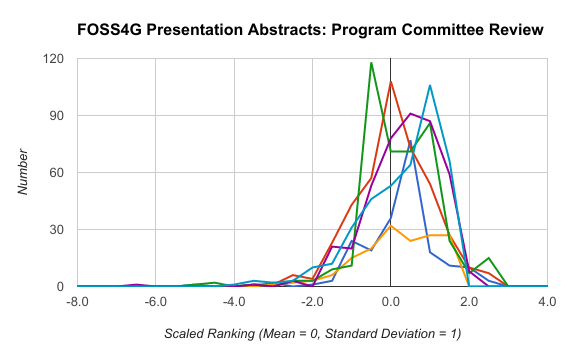 FOSS4G Presentation Abstracts: Program Committee Review
120
90
60
30
0
Number
-8.0 -6.0 -4.0 -2.0 0.0 2.0 4.0
Scaled Ranking (Mean = 0, Standard Deviation = 1)